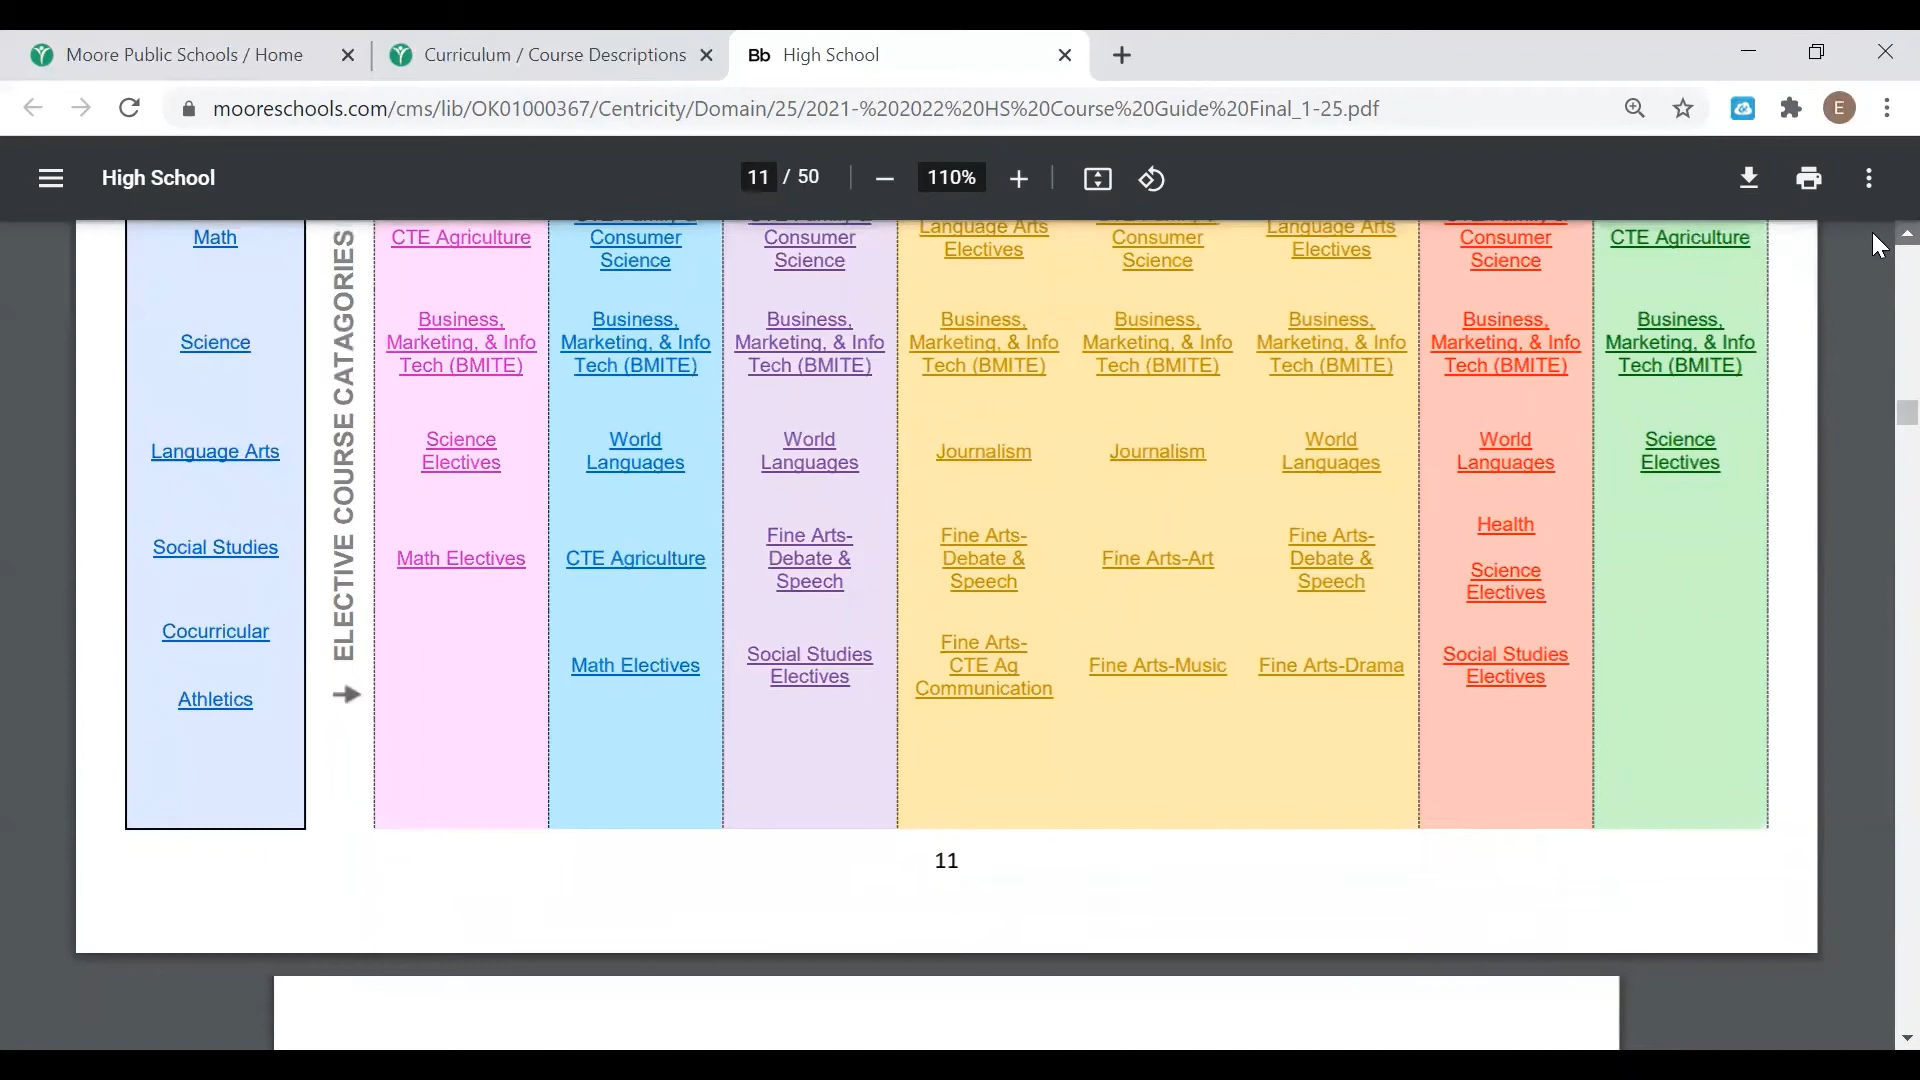 Moore Public Schools / Home
Curriculum / Course Descriptions
Bb High School
mooreschools.com/cms/lib/OK01000367/Centricity/Domain/25/2021-%202022%20HS%20Course%20Guide%20Final_1-25.pdf
E
High School
11 / 50
110%
Math
Science
Language Arts
Social Studies
Cocurricular
Athletics
ELECTIVE COURSE CATAGORIES
CTE Agriculture
Business,
Marketing, & Info
Tech (BMITE)
Science
Electives
Math Electives
Consumer
Science
Business,
Marketing, & Info
Tech (BMITE)
World
Languages
CTE Agriculture
Math Electives
Consumer
Science
Business,
Marketing, & Info
Tech (BMITE)
World
Languages
Fine Arts-
Debate &
Speech
Social Studies
Electives
Language Arts
Electives
Business,
Marketing, & Info
Tech (BMITE)
Journalism
Fine Arts-
Debate &
Speech
Fine Arts-
CTE Ag
Communication
Consumer
Science
Business,
Marketing, & Info
Tech (BMITE)
Journalism
Fine Arts-Art
Fine Arts-Music
Language Arts
Electives
Business,
Marketing, & Info
Tech (BMITE)
World
Languages
Fine Arts-
Debate &
Speech
Fine Arts-Drama
Consumer
Science
Business,
Marketing, & Info
Tech (BMITE)
World
Languages
Health
Science
Electives
Social Studies
Electives
CTE Agriculture
Business,
Marketing, & Info
Tech (BMITE)
Science
Electives
11